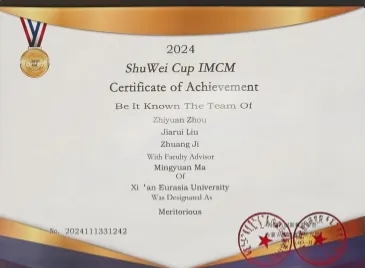 2024
ShuWei Cup IMCM
Certificate of Achievement
Be It Known The Team Of
Zhiyuan Zhou
Jiarui Liu
Zhuang Ji
With Faculty Advisor
Mingyuan Ma
Of
Xi 'an Eurasia University
Was Designated As
Meritorious
No. 2024111331242